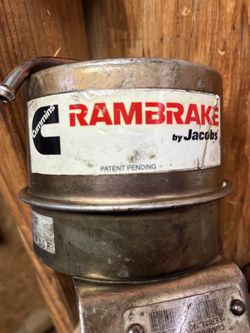 Cummins
RAMBRAKE
by Jacobs
PATENT PENDING